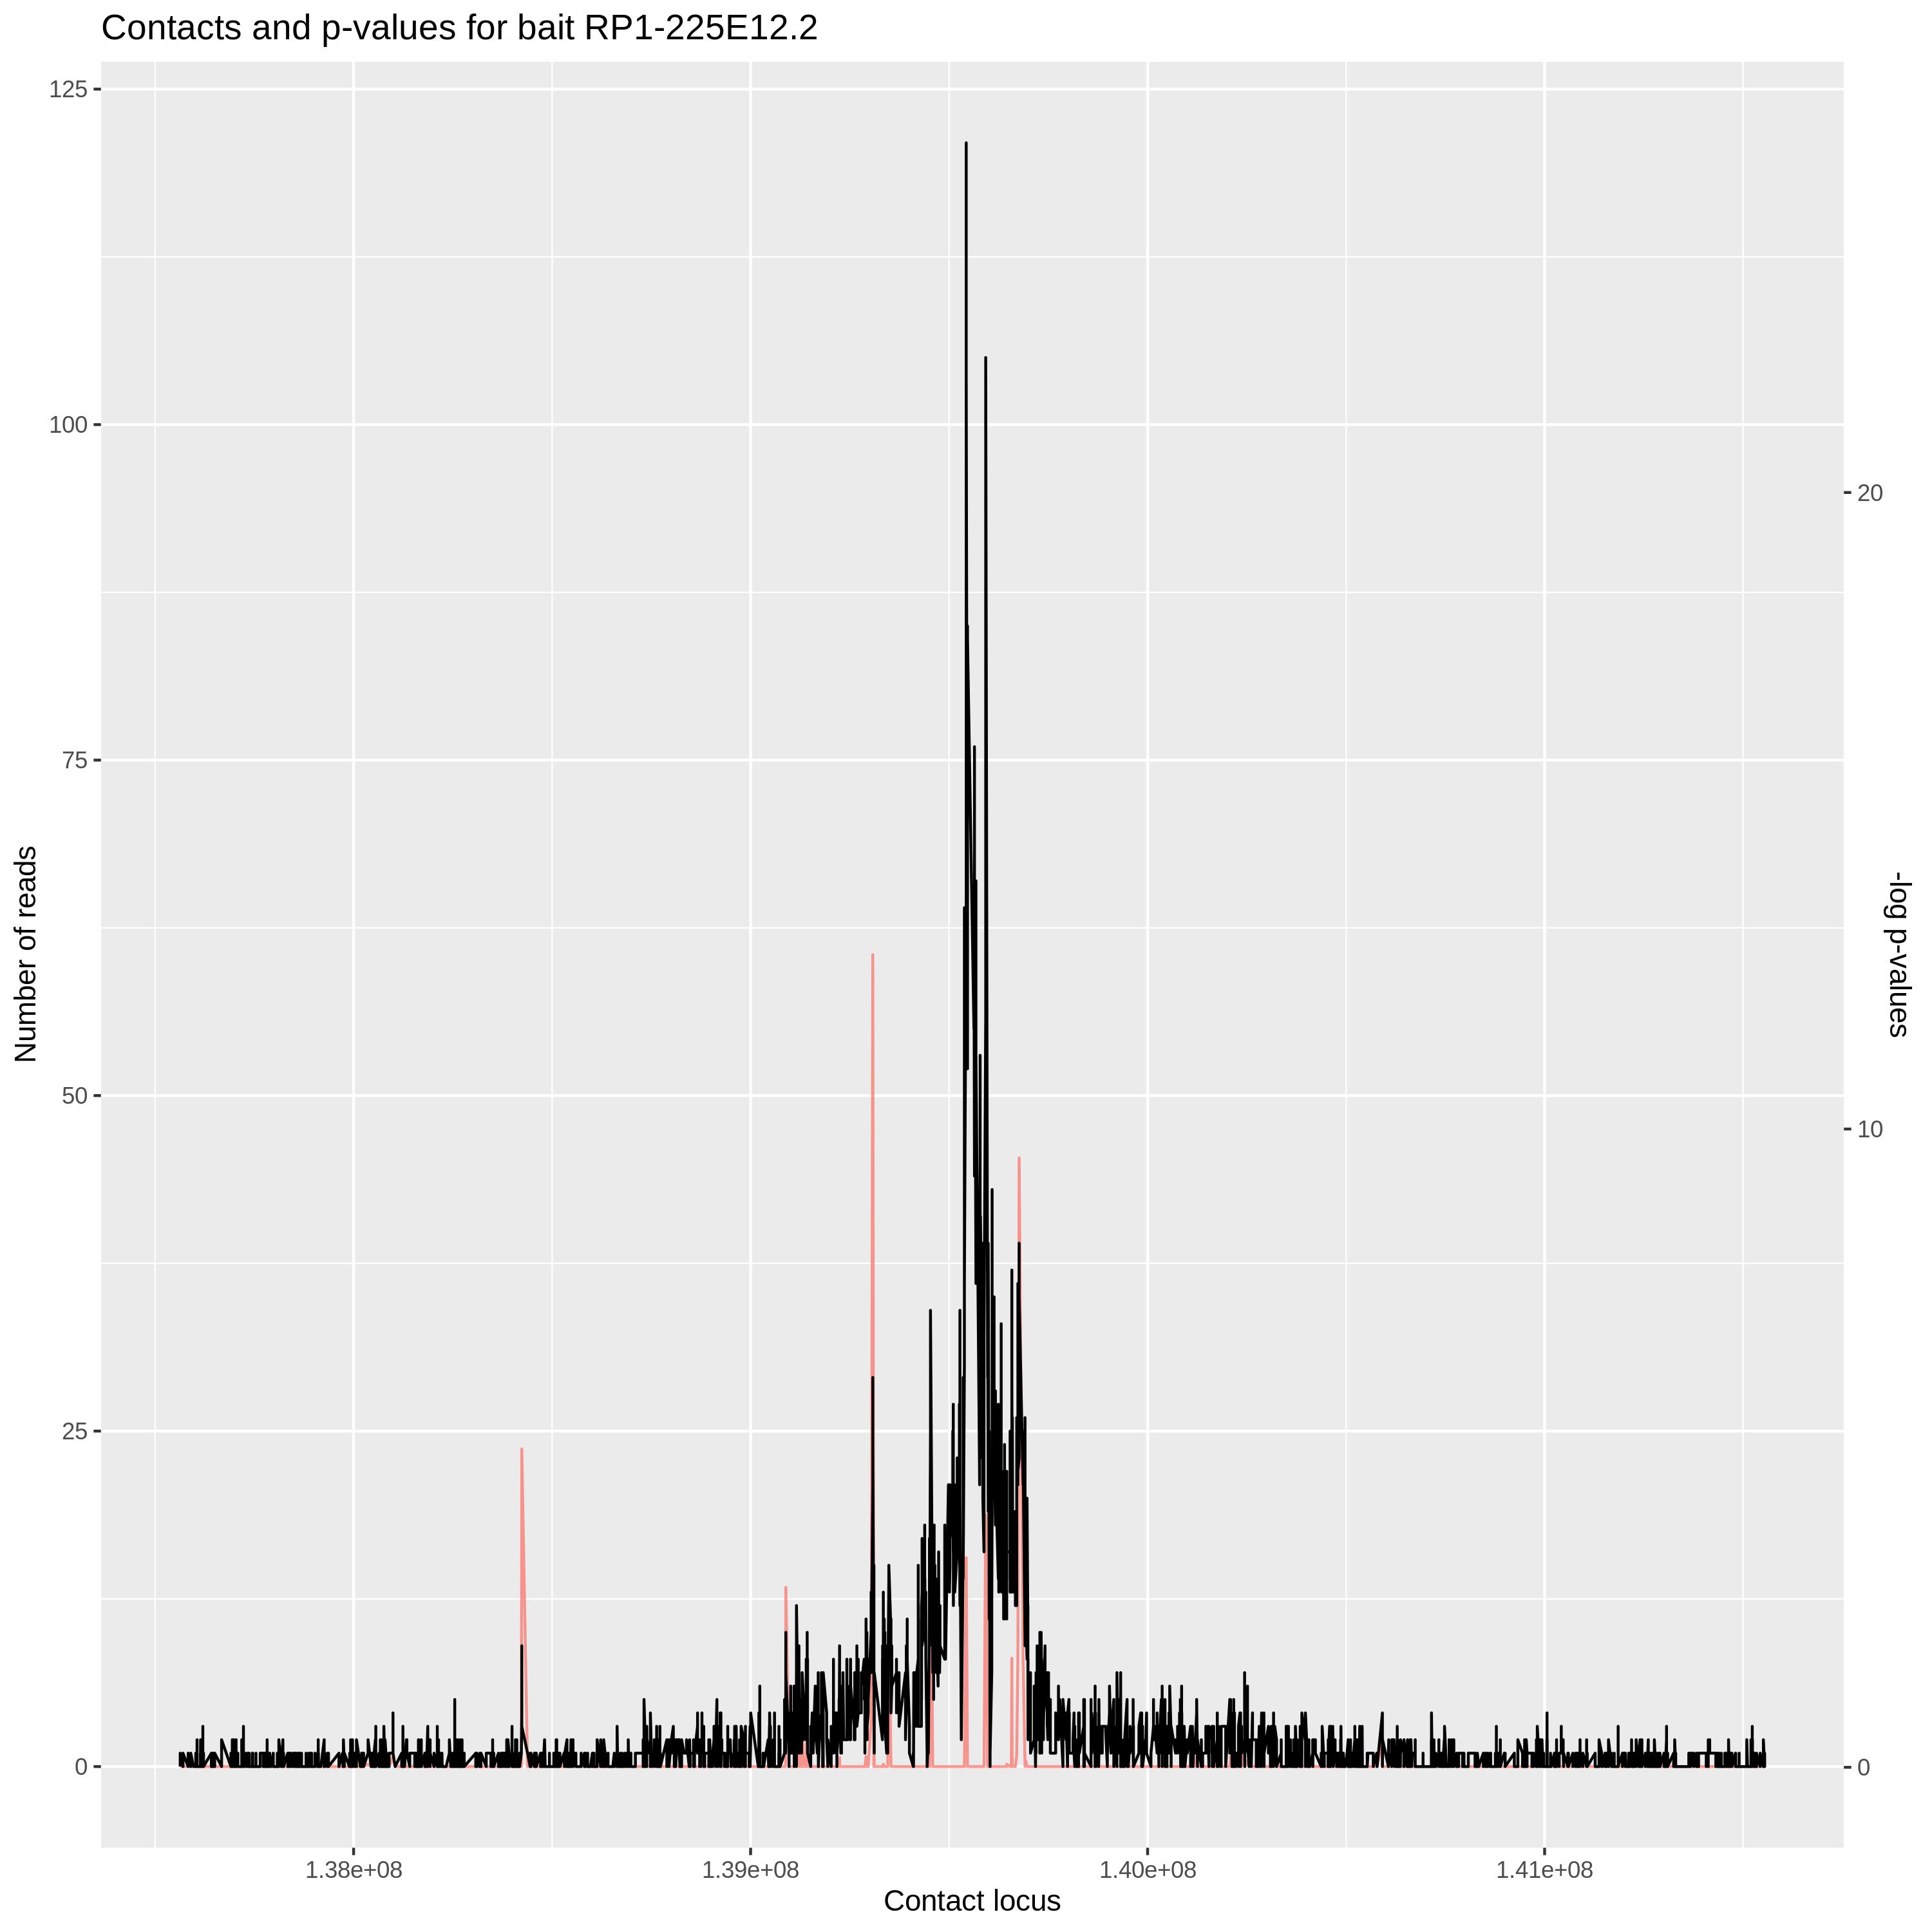 Contacts and p-values for bait RP1-225E12.2
125
100
75
50
25
0
Number of reads
20
10
0
-log p-values
1.38e+08
1.39e+08
1.40e+08
1.41e+08
Contact locus